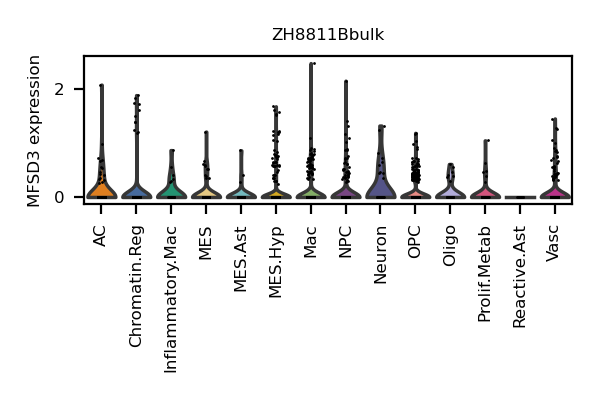 ZH8811Bbulk
MFSD3 expression
2
0
AC
Chromatin.Reg
Inflammatory.Mac
MES
MES.Ast
MES.Hyp
Mac
NPC
Neuron
OPC
Oligo
Prolif.Metab
Reactive.Ast
Vasc